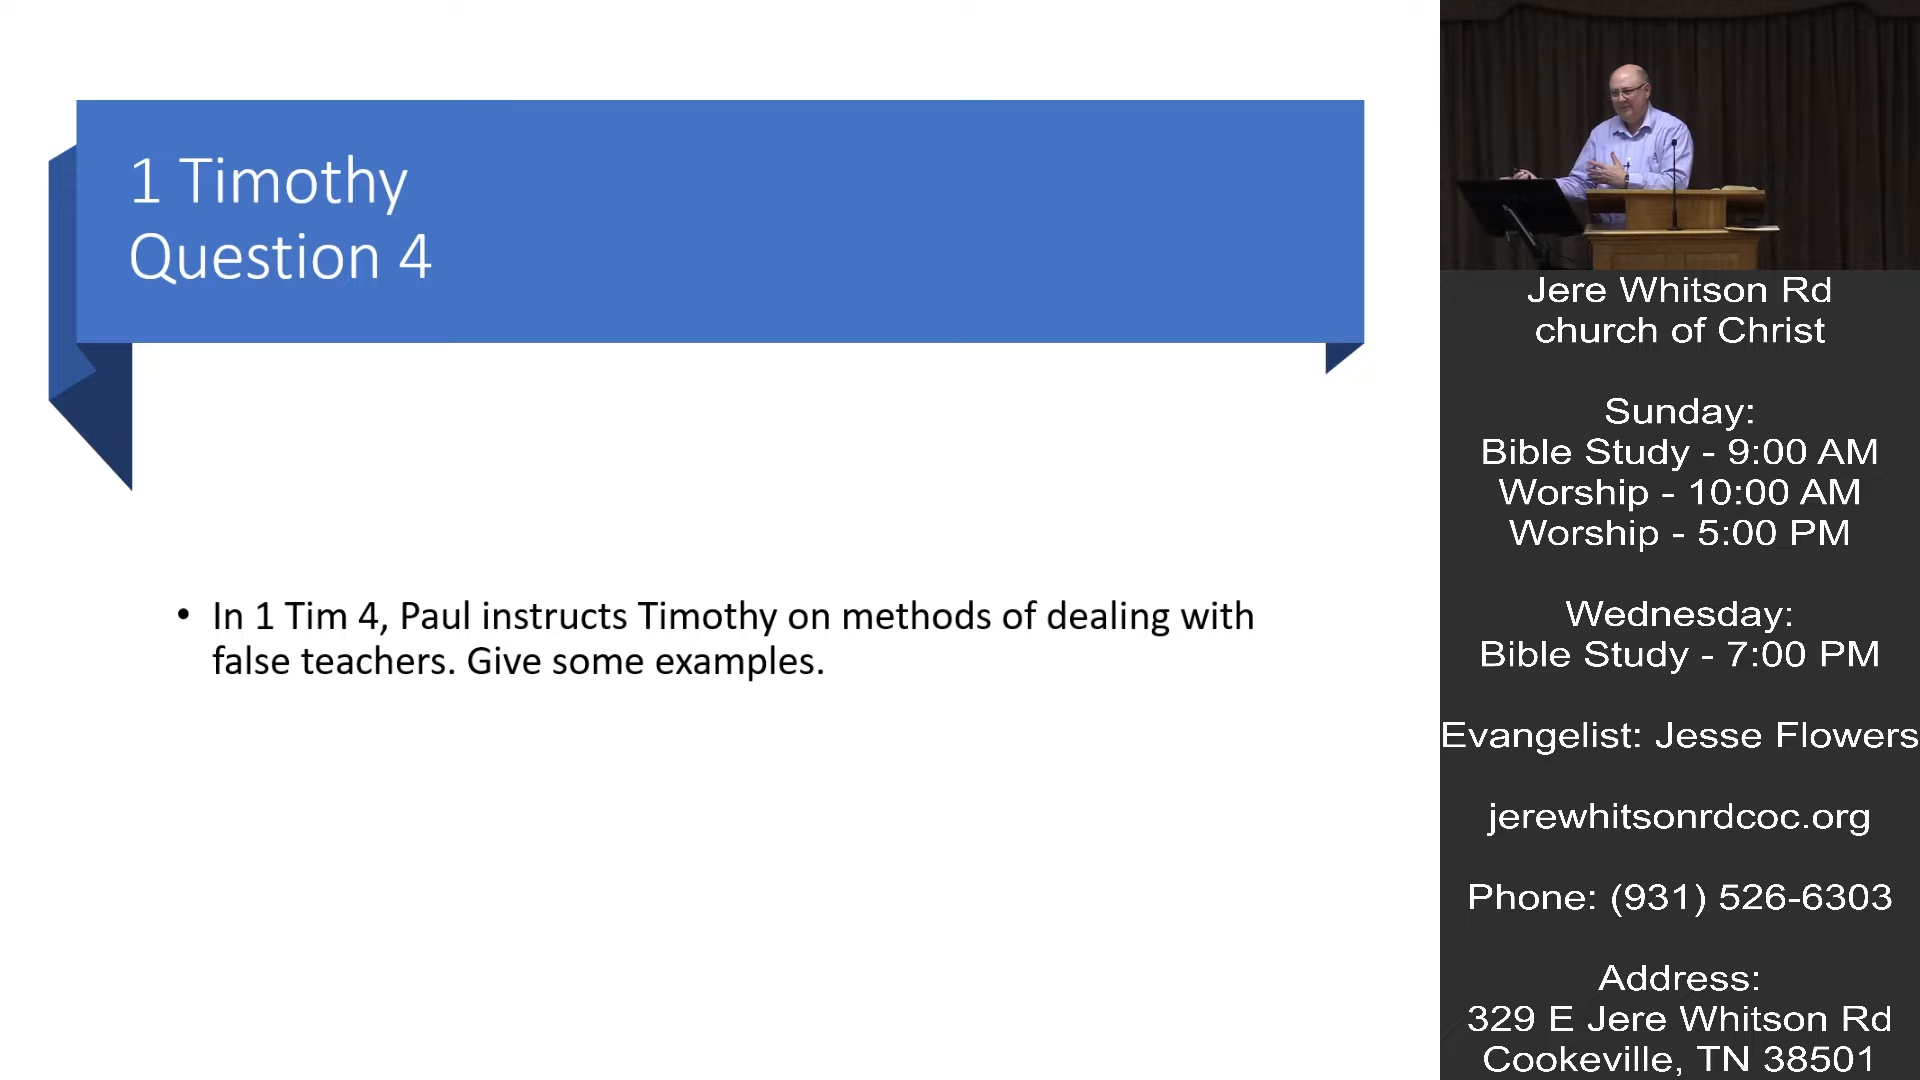 1 Timothy
Question 4
• In 1 Tim 4, Paul instructs Timothy on methods of dealing with
false teachers. Give some examples.
Jere Whitson Rd
church of Christ
Sunday:
Bible Study - 9:00 AM
Worship - 10:00 AM
Worship - 5:00 PM
Wednesday:
Bible Study - 7:00 PM
Evangelist: Jesse Flowers
jerewhitsonrdcoc.org
Phone: (931) 526-6303
Address:
329 E Jere Whitson Rd
Cookeville, TN 38501